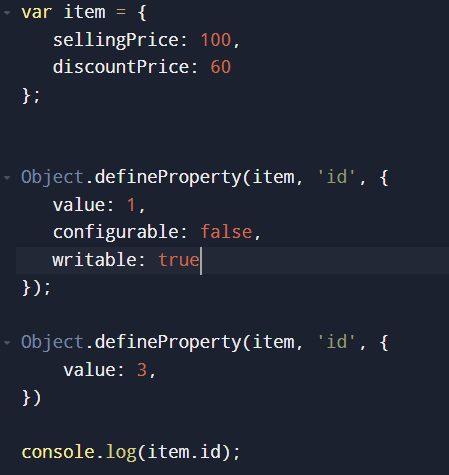 var item = {
sellingPrice: 100,
discountPrice: 60
};
Object.defineProperty(item, 'id', {
value: 1,
configurable: false,
writable: true
});
Object.defineProperty(item, 'id', {
value: 3,
})
console.log(item.id);